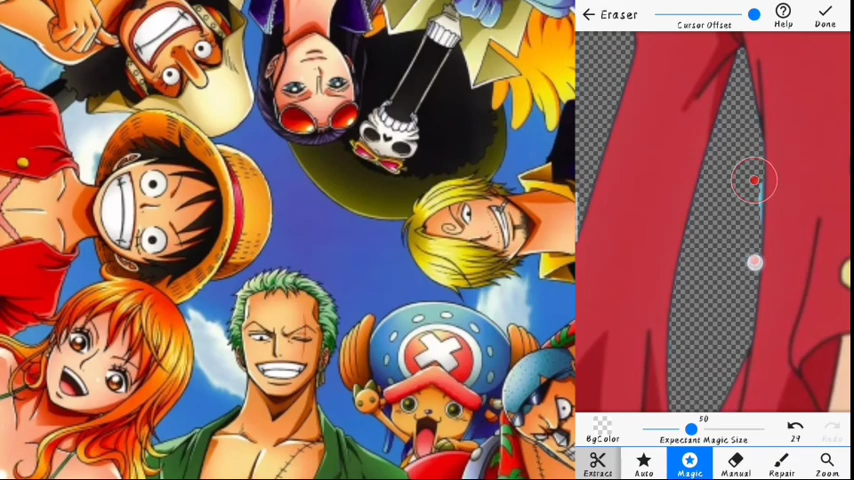 Eraser
Cursor Offset
Help
Done
50
BgColor
Expectant Magic Size
29
Redo
Extract
Auto
Magic
Manual
Repair
Zoom